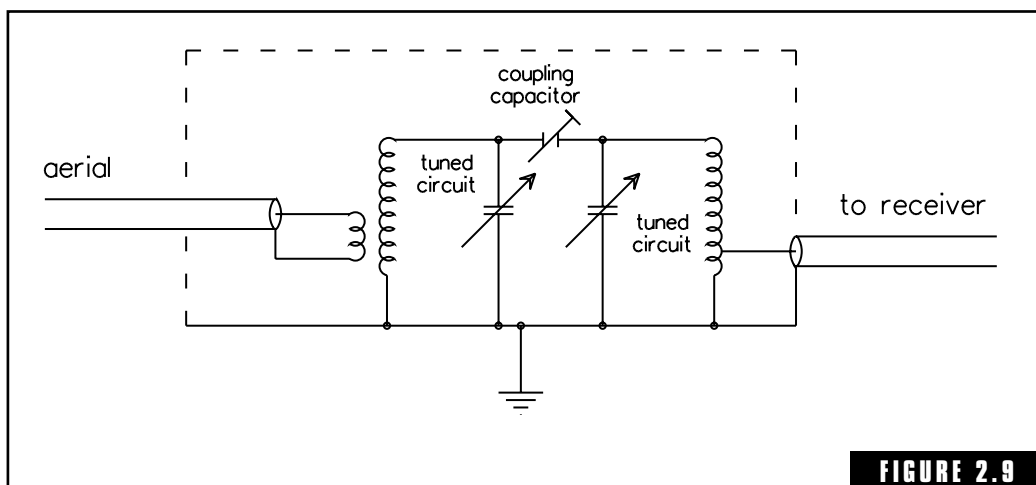 coupling
capacitor
aerial
tuned
circuit
tuned
circuit
to receiver
FIGURE 2.9